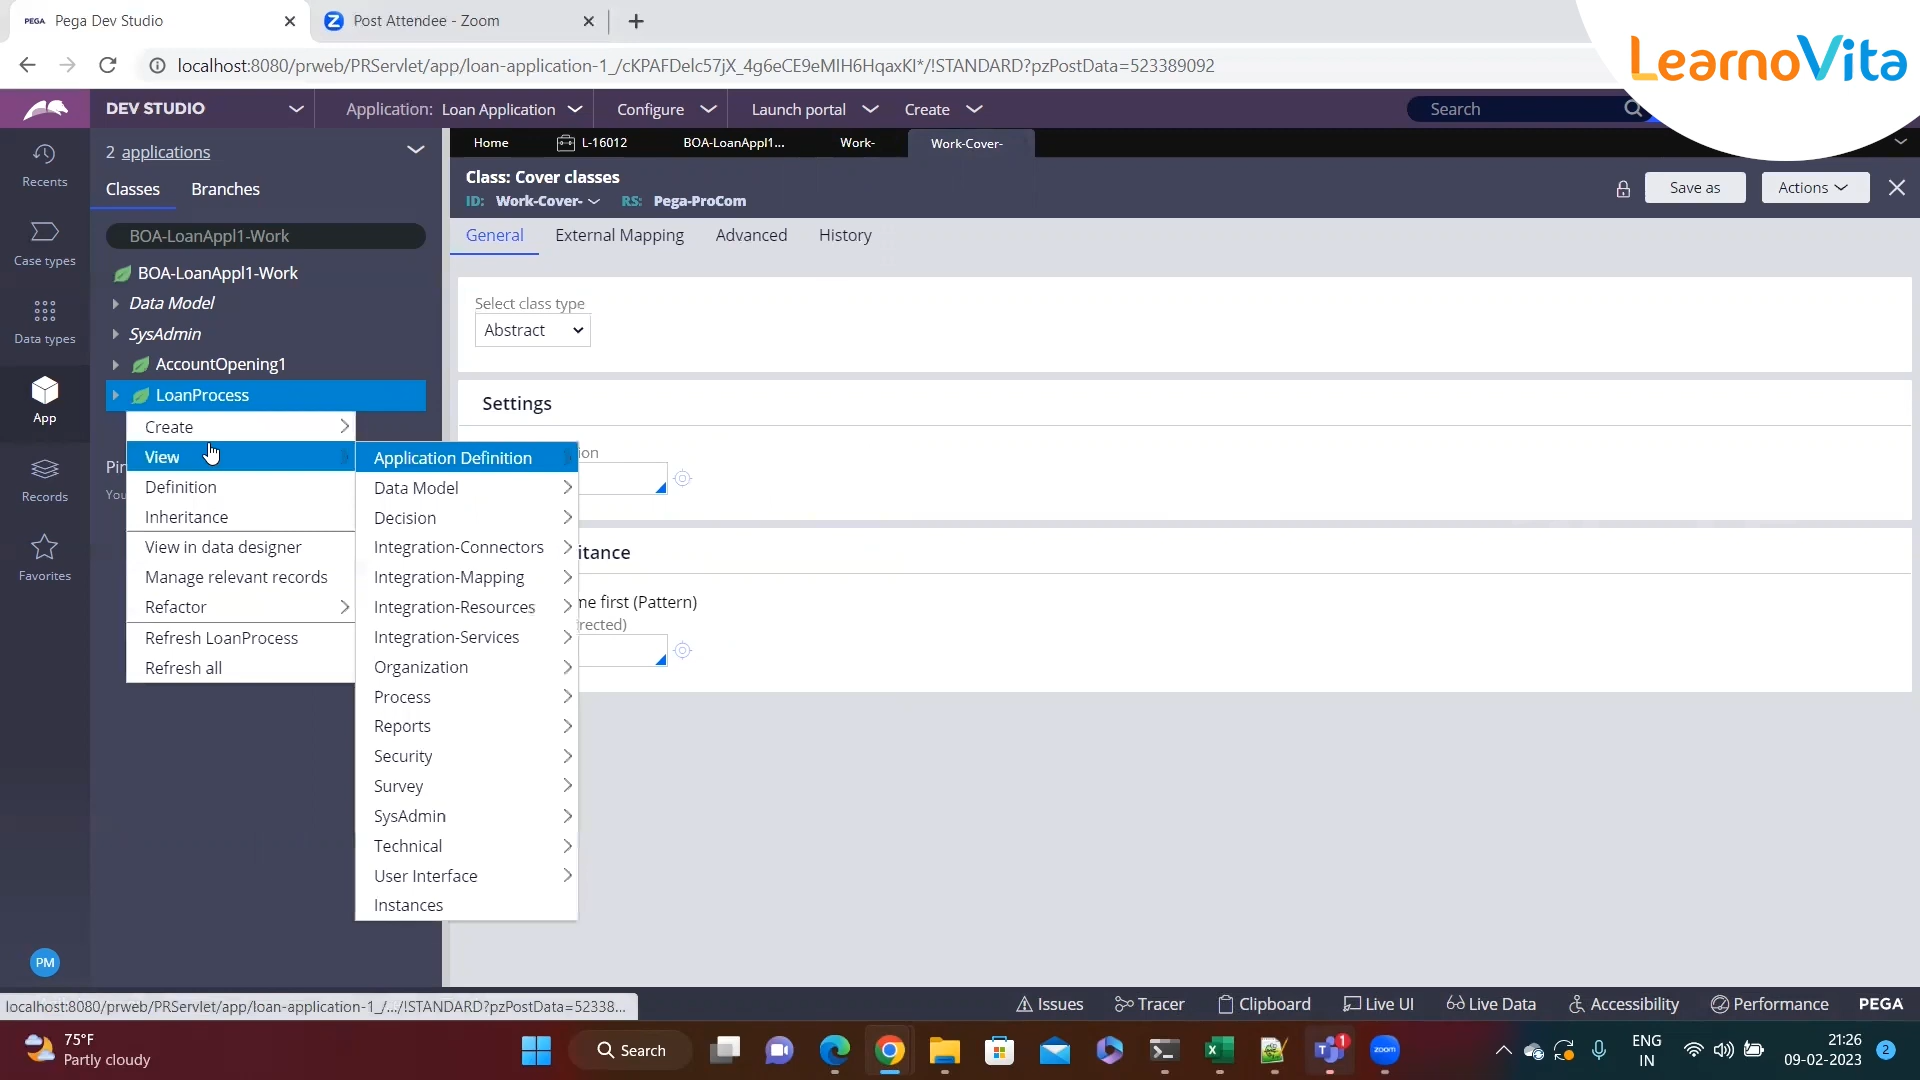 PEGA Pega Dev Studio
Post Attendee - Zoom
localhost:8080/prweb/PRServlet/app/loan-application-1_/cKPAFDelc57jX_4g6eCE9eMIH6HqaxKI*/!STANDARD?pzPostData=523389092
LearnoVita
DEV STUDIO
Application: Loan Application
Configure
Launch portal
Create
Search
Recents
Case types
Data types
App
Records
Favorites
PM
2 applications
Classes Branches
BOA-LoanAppl1-Work
BOA-LoanAppl1-Work
Data Model
SysAdmin
AccountOpening1
LoanProcess
Pin
You
Create
View
Definition
Inheritance
View in data designer
Manage relevant records
Refactor
Refresh LoanProcess
Refresh all
Application Definition
Data Model
Decision
Integration-Connectors
Integration-Mapping
Integration-Resources
Integration-Services
Organization
Process
Reports
Security
Survey
SysAdmin
Technical
User Interface
Instances
Home L-16012 BOA-LoanAppl1... Work- Work-Cover-
Class: Cover classes
ID: Work-Cover- RS: Pega-ProCom
Save as
Actions
General External Mapping Advanced History
Select class type
Abstract
Settings
ion
itance
me first (Pattern)
rected)
localhost:8080/prweb/PRServlet/app/loan-application-1_/.../!STANDARD?pzPostData=52338...
Issues Tracer Clipboard Live UI Live Data Accessibility Performance PEGA
75°F
Partly cloudy
Search
1
zoom
ENG
IN
21:26
09-02-2023
2